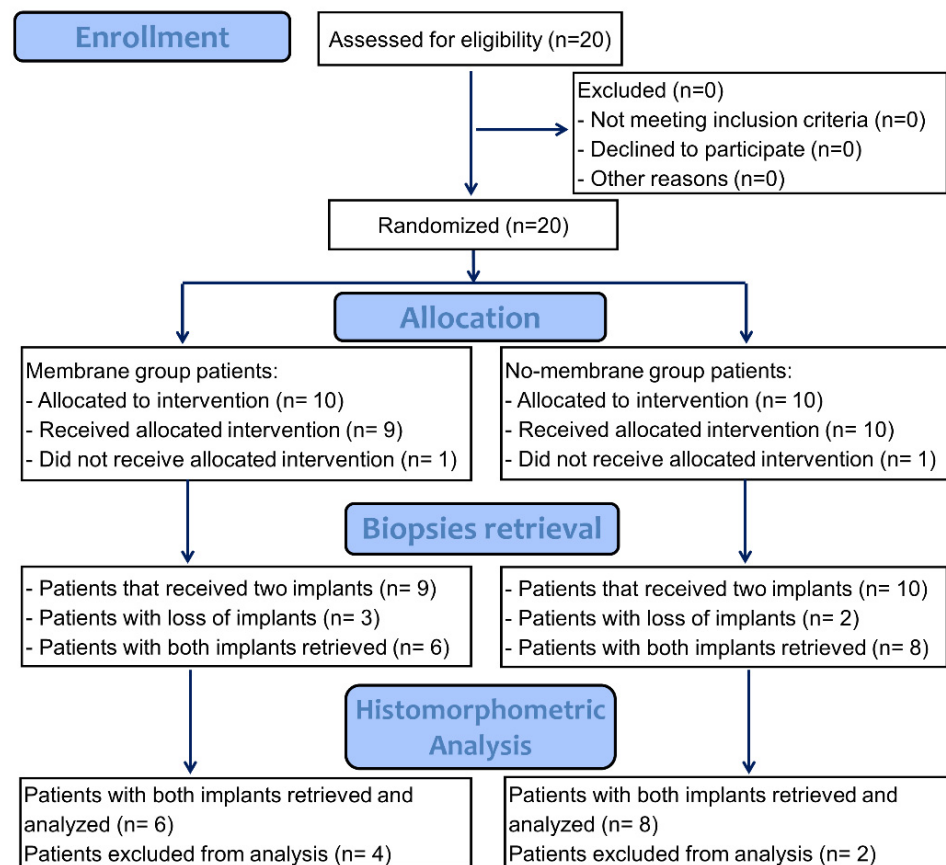 Enrollment
Assessed for eligibility (n=20)
Excluded (n=0)
- Not meeting inclusion criteria (n=0)
- Declined to participate (n=0)
- Other reasons (n=0)
Randomized (n=20)
Allocation
Membrane group patients:
- Allocated to intervention (n= 10)
- Received allocated intervention (n= 9)
- Did not receive allocated intervention (n= 1)
No-membrane group patients:
- Allocated to intervention (n= 10)
- Received allocated intervention (n= 10)
- Did not receive allocated intervention (n= 1)
Biopsies retrieval
- Patients that received two implants (n= 9)
- Patients with loss of implants (n= 3)
- Patients with both implants retrieved (n= 6)
- Patients that received two implants (n= 10)
- Patients with loss of implants (n= 2)
- Patients with both implants retrieved (n= 8)
Histomorphometric
Analysis
Patients with both implants retrieved and
analyzed (n= 6)
Patients excluded from analysis (n= 4)
Patients with both implants retrieved and
analyzed (n= 8)
Patients excluded from analysis (n= 2)